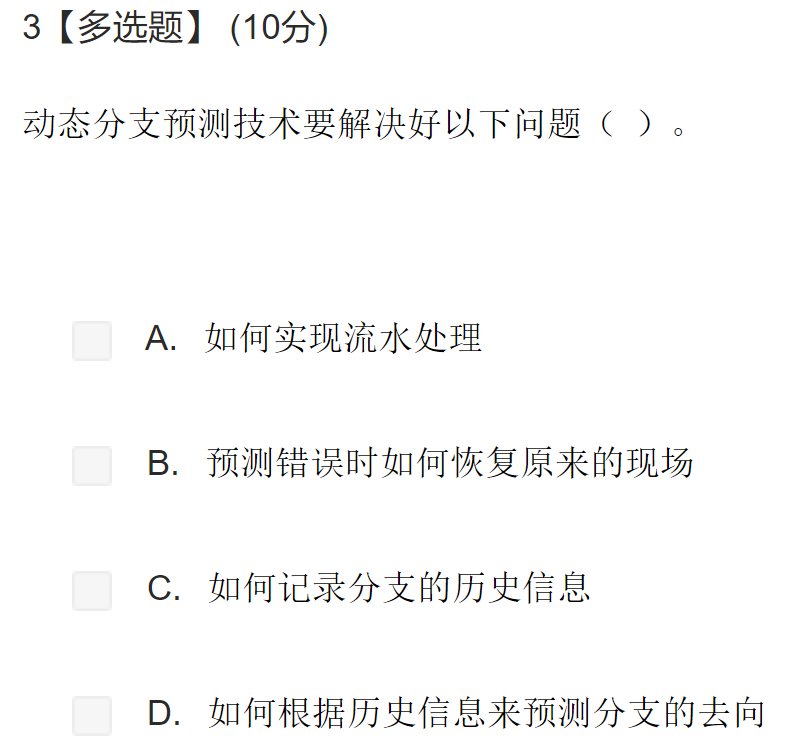 3【多选题】 (10分)
动态分支预测技术要解决好以下问题（ ）。
A. 如何实现流水处理
B. 预测错误时如何恢复原来的现场
C. 如何记录分支的历史信息
D. 如何根据历史信息来预测分支的去向